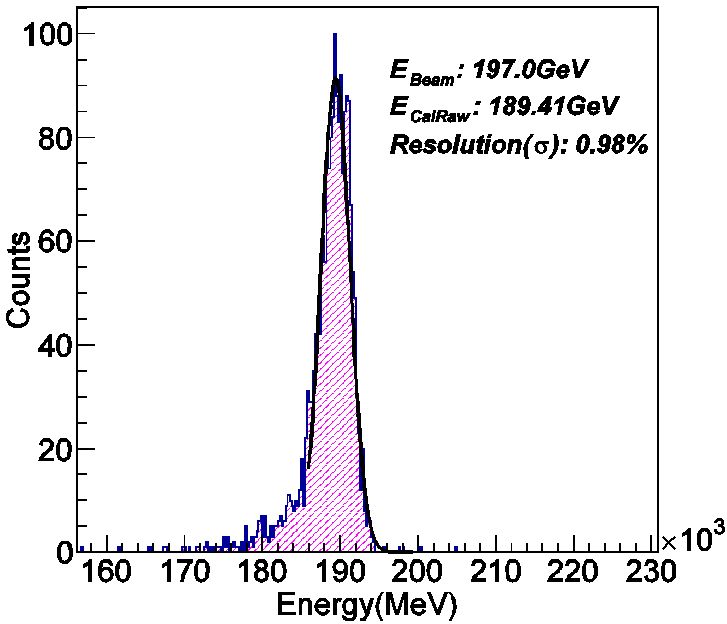 100
80
60
40
20
0
Counts
E_Beam: 197.0GeV
E_CalRaw: 189.41GeV
Resolution(σ): 0.98%
160 170 180 190 200 210 220 230 ×10³
Energy(MeV)